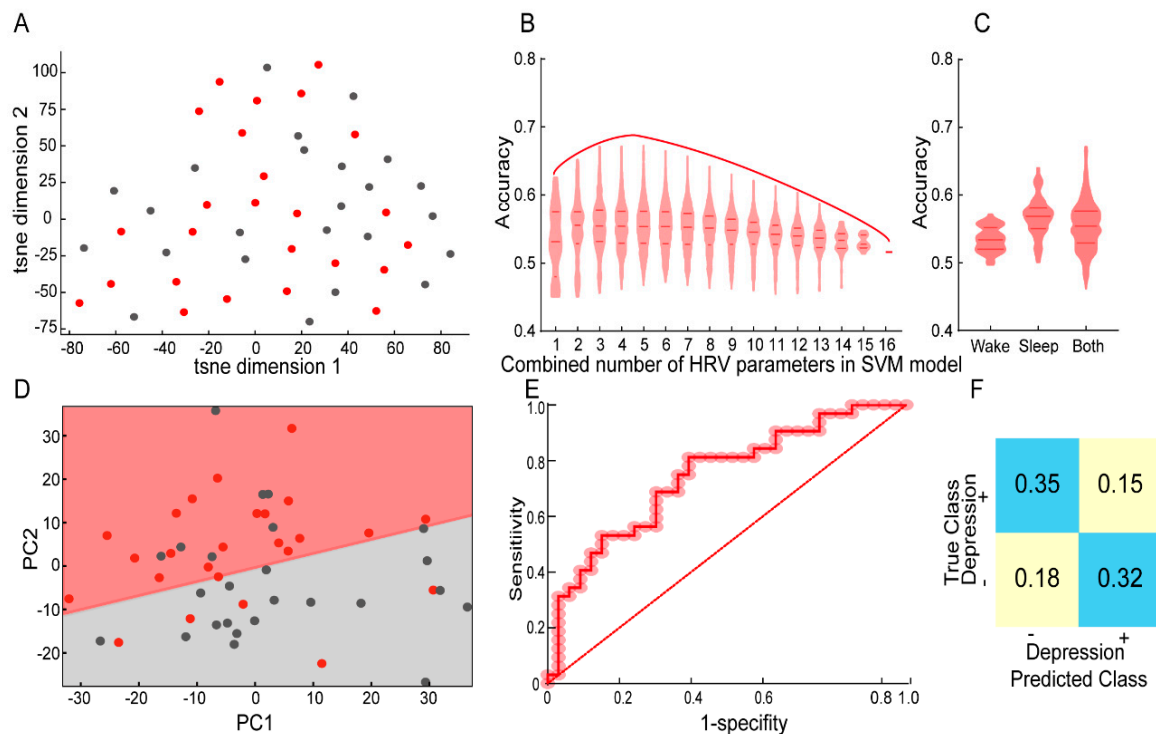 A
tsne dimension 2
100
75
50
25
0
-25
-50
-75
-80 -60 -40 -20 0 20 40 60 80
tsne dimension 1
B
Accuracy
0.8
0.7
0.6
0.5
0.4
1 2 3 4 5 6 7 8 9 10 11 12 13 14 15 16
Combined number of HRV parameters in SVM model
C
Accuracy
0.8
0.7
0.6
0.5
0.4
Wake Sleep Both
D
PC2
30
20
10
0
-10
-20
-30 -20 -10 0 10 20 30
PC1
E
Sensitiivity
1.0
0.8
0.6
0.4
0.2
0
0 0.2 0.4 0.6 0.8 1.0
1-specifity
F
True Class
Depression
+
-
0.35 0.15
0.18 0.32
- +
Depression
Predicted Class